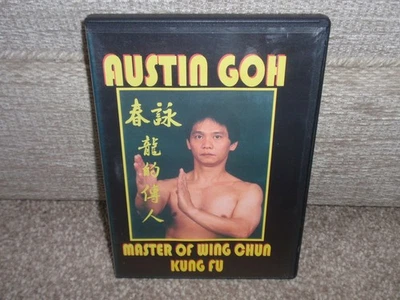 AUSTIN GOH
詠春
龍的傳人
MASTER OF WING CHUN
KUNG FU